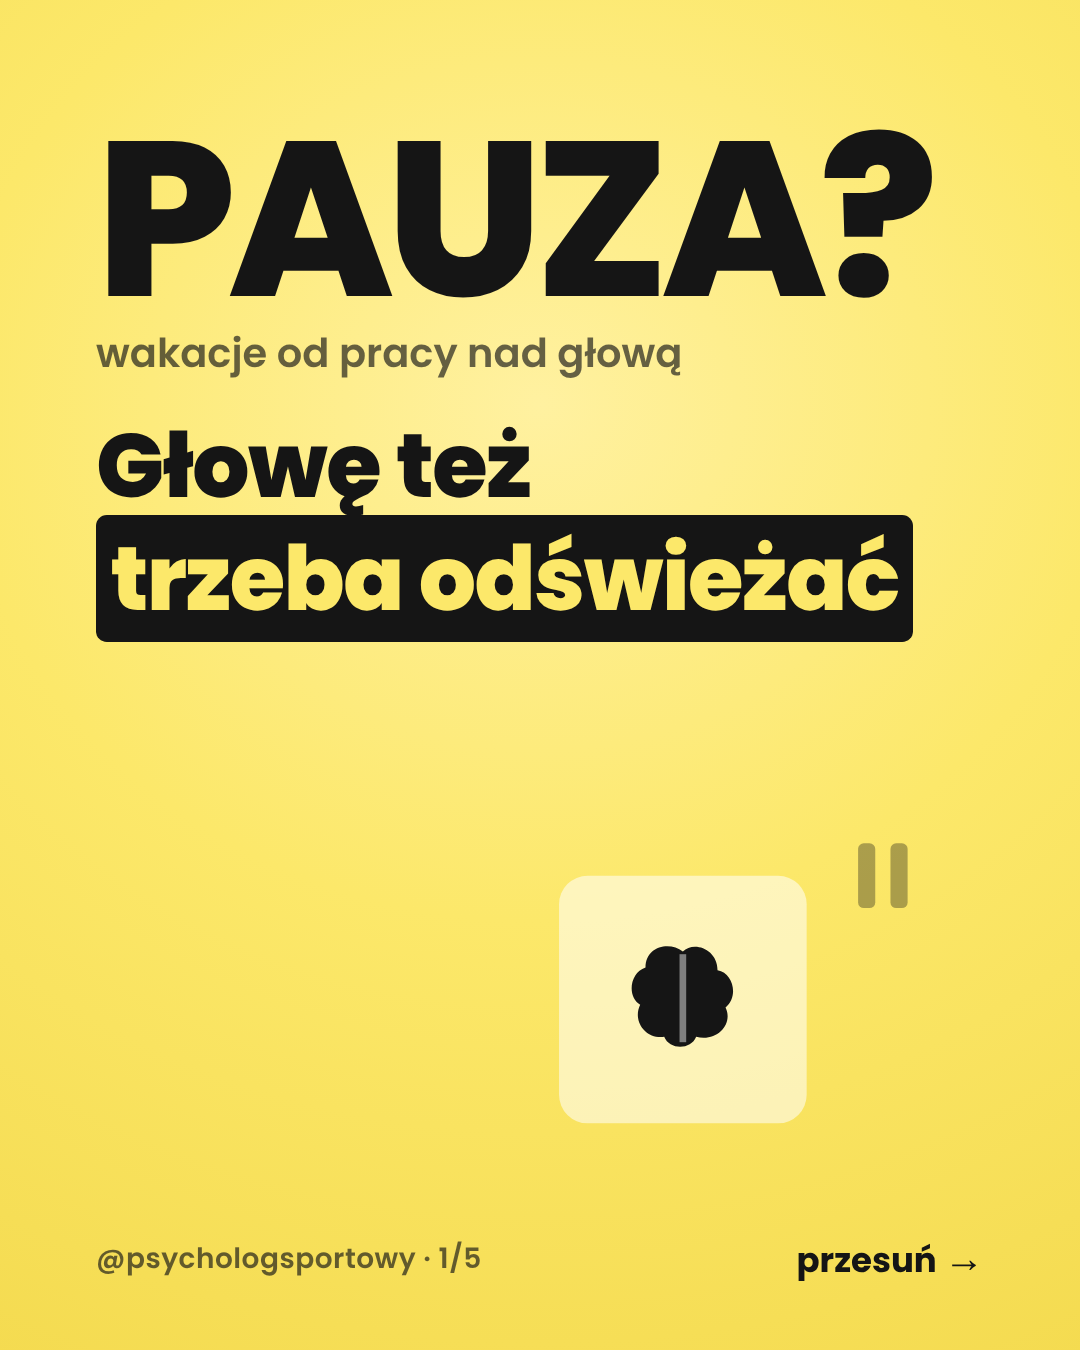 PAUZA?
wakacje od pracy nad głową
Głowę też
trzeba odświeżać
@psychologsportowy · 1/5
przesuń →